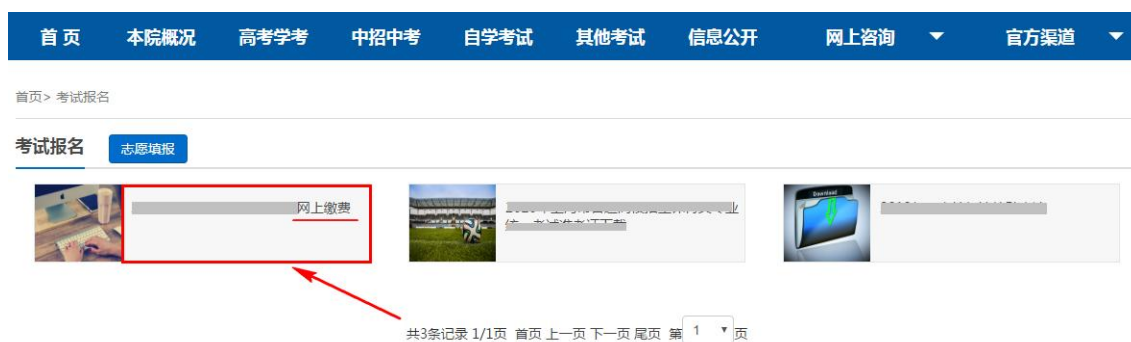 首 页 本院概况 高考学考 中招中考 自学考试 其他考试 信息公开 网上咨询 官方渠道
首页> 考试报名
考试报名 志愿填报
网上缴费
Download
共3条记录 1/1页 首页 上一页 下一页 尾页 第 1 页